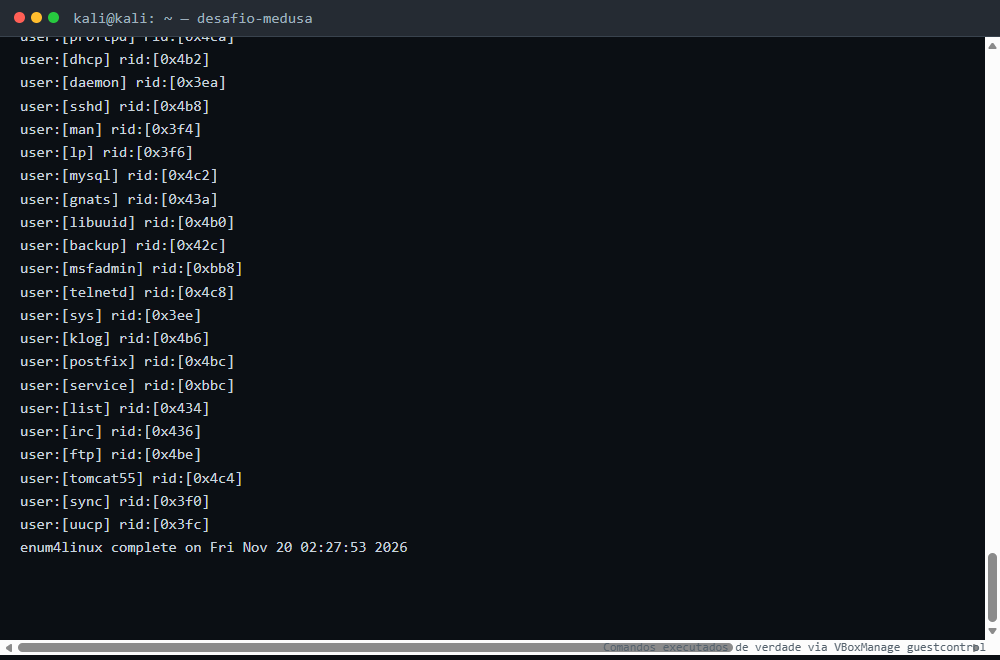 kali@kali: ~ — desafio-medusa
user:[proftpd] rid:[0x4ca]
user:[dhcp] rid:[0x4b2]
user:[daemon] rid:[0x3ea]
user:[sshd] rid:[0x4b8]
user:[man] rid:[0x3f4]
user:[lp] rid:[0x3f6]
user:[mysql] rid:[0x4c2]
user:[gnats] rid:[0x43a]
user:[libuuid] rid:[0x4b0]
user:[backup] rid:[0x42c]
user:[msfadmin] rid:[0xbb8]
user:[telnetd] rid:[0x4c8]
user:[sys] rid:[0x3ee]
user:[klog] rid:[0x4b6]
user:[postfix] rid:[0x4bc]
user:[service] rid:[0xbbc]
user:[list] rid:[0x434]
user:[irc] rid:[0x436]
user:[ftp] rid:[0x4be]
user:[tomcat55] rid:[0x4c4]
user:[sync] rid:[0x3f0]
user:[uucp] rid:[0x3fc]
enum4linux complete on Fri Nov 20 02:27:53 2026
Comandos executados de verdade via VBoxManage guestcontrol